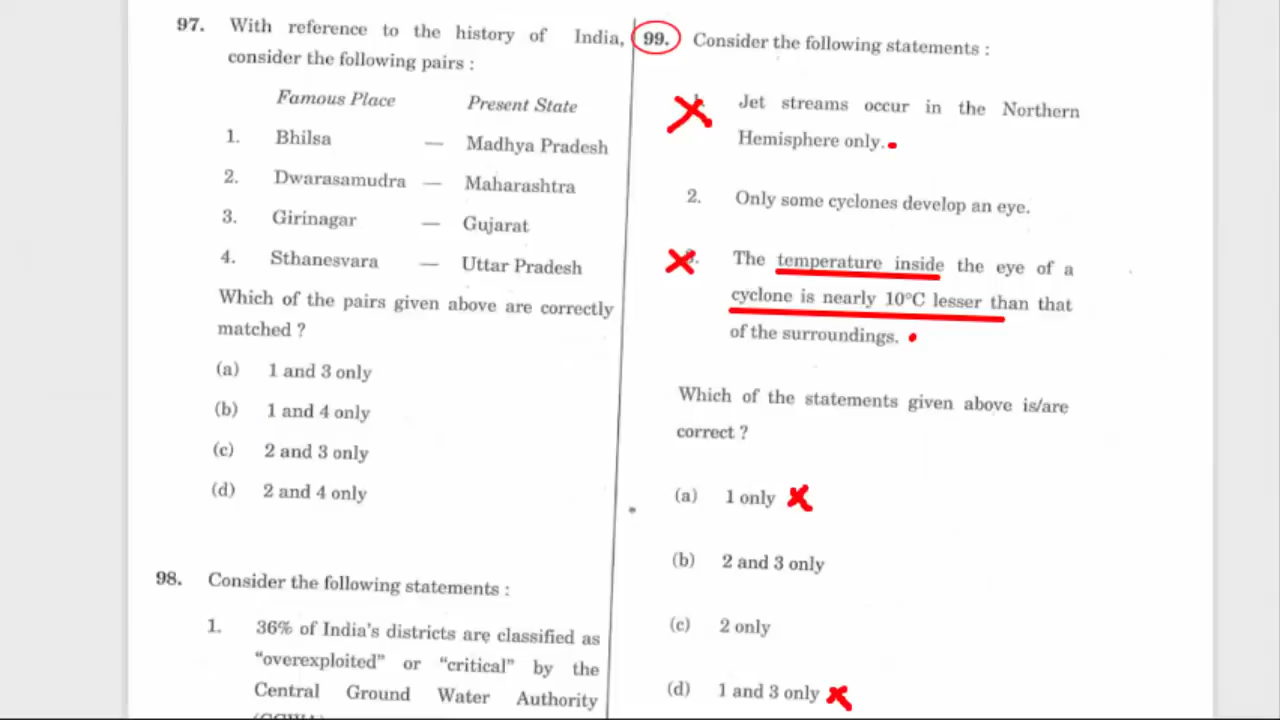 97. With reference to the history of India,
consider the following pairs :
Famous Place Present State
1. Bhilsa — Madhya Pradesh
2. Dwarasamudra — Maharashtra
3. Girinagar — Gujarat
4. Sthanesvara — Uttar Pradesh
Which of the pairs given above are correctly
matched ?
(a) 1 and 3 only
(b) 1 and 4 only
(c) 2 and 3 only
(d) 2 and 4 only
98. Consider the following statements :
1. 36% of India's districts are classified as
"overexploited" or "critical" by the
Central Ground Water Authority
99. Consider the following statements :
Jet streams occur in the Northern
Hemisphere only.
2. Only some cyclones develop an eye.
The temperature inside the eye of a
cyclone is nearly 10°C lesser than that
of the surroundings.
Which of the statements given above is/are
correct ?
(a) 1 only
(b) 2 and 3 only
(c) 2 only
(d) 1 and 3 only